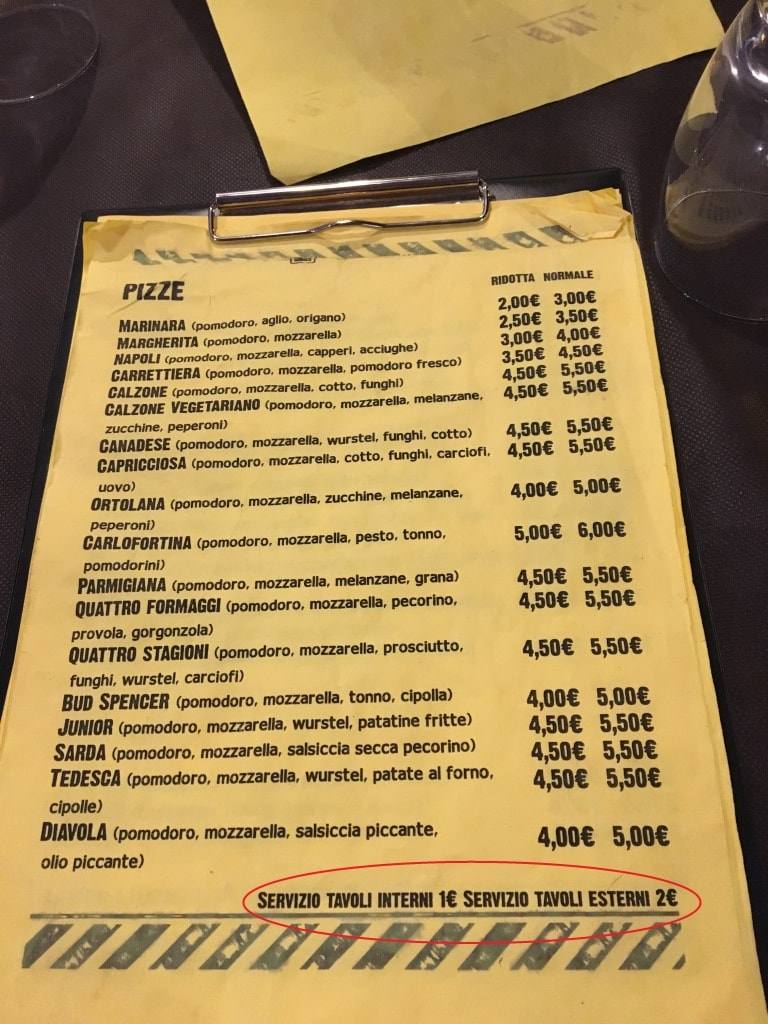 PIZZE RIDOTTA NORMALE
MARINARA (pomodoro, aglio, origano) 2,00€ 3,00€
MARGHERITA (pomodoro, mozzarella) 2,50€ 3,50€
NAPOLI (pomodoro, mozzarella, capperi, acciughe) 3,00€ 4,00€
CARRETTIERA (pomodoro, mozzarella, pomodoro fresco) 3,50€ 4,50€
CALZONE (pomodoro, mozzarella, cotto, funghi) 4,50€ 5,50€
CALZONE VEGETARIANO (pomodoro, mozzarella, melanzane, 4,50€ 5,50€
zucchine, peperoni)
CANADESE (pomodoro, mozzarella, wurstel, funghi, cotto) 4,50€ 5,50€
CAPRICCIOSA (pomodoro, mozzarella, cotto, funghi, carciofi, 4,50€ 5,50€
uovo)
ORTOLANA (pomodoro, mozzarella, zucchine, melanzane, 4,00€ 5,00€
peperoni)
CARLOFORTINA (pomodoro, mozzarella, pesto, tonno, 5,00€ 6,00€
pomodorini)
PARMIGIANA (pomodoro, mozzarella, melanzane, grana) 4,50€ 5,50€
QUATTRO FORMAGGI (pomodoro, mozzarella, pecorino, 4,50€ 5,50€
provola, gorgonzola)
QUATTRO STAGIONI (pomodoro, mozzarella, prosciutto, 4,50€ 5,50€
funghi, wurstel, carciofi)
BUD SPENCER (pomodoro, mozzarella, tonno, cipolla) 4,00€ 5,00€
JUNIOR (pomodoro, mozzarella, wurstel, patatine fritte) 4,50€ 5,50€
SARDA (pomodoro, mozzarella, salsiccia secca pecorino) 4,50€ 5,50€
TEDESCA (pomodoro, mozzarella, wurstel, patate al forno, 4,50€ 5,50€
cipolle)
DIAVOLA (pomodoro, mozzarella, salsiccia piccante, 4,00€ 5,00€
olio piccante)
SERVIZIO TAVOLI INTERNI 1€ SERVIZIO TAVOLI ESTERNI 2€